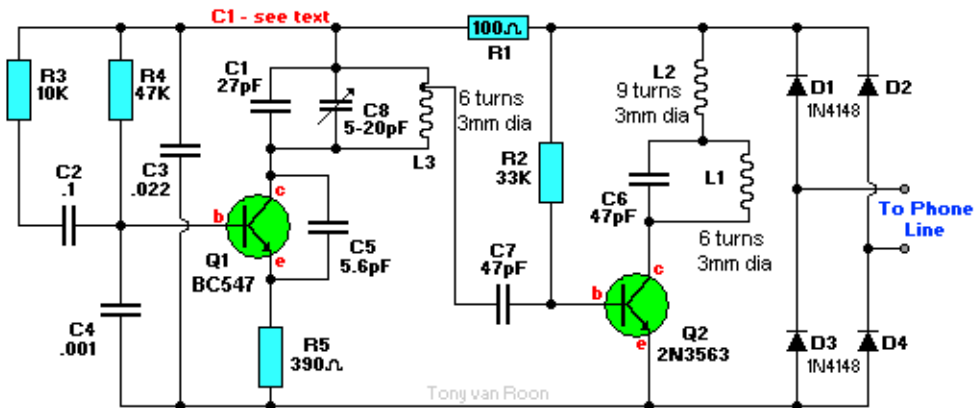 C1 - see text
100Ω
R1
R3
10K
R4
47K
C1
27pF
C8
5-20pF
6 turns
3mm dia
L3
L2
9 turns
3mm dia
D1
1N4148
D2
C2
.1
C3
.022
R2
33K
C6
47pF
L1
To Phone
Line
c
b
e
Q1
BC547
C5
5.6pF
6 turns
3mm dia
C7
47pF
c
b
e
Q2
2N3563
C4
.001
R5
390Ω
D3
1N4148
D4
Tony van Roon